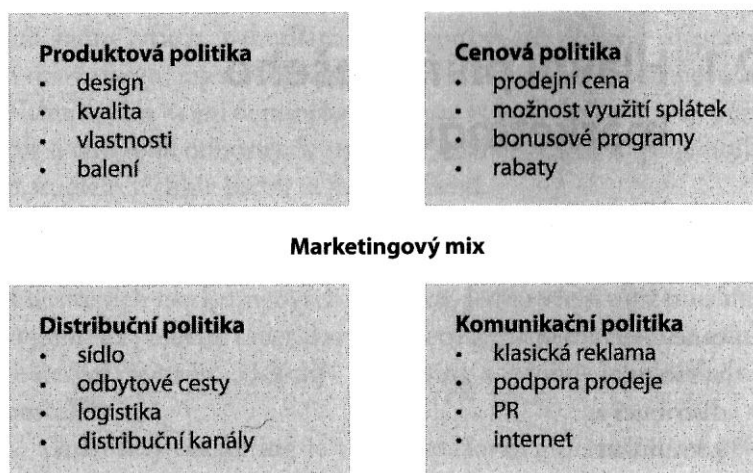 Produktová politika
• design
• kvalita
• vlastnosti
• balení
Cenová politika
• prodejní cena
• možnost využití splátek
• bonusové programy
• rabaty
Marketingový mix
Distribuční politika
• sídlo
• odbytové cesty
• logistika
• distribuční kanály
Komunikační politika
• klasická reklama
• podpora prodeje
• PR
• internet